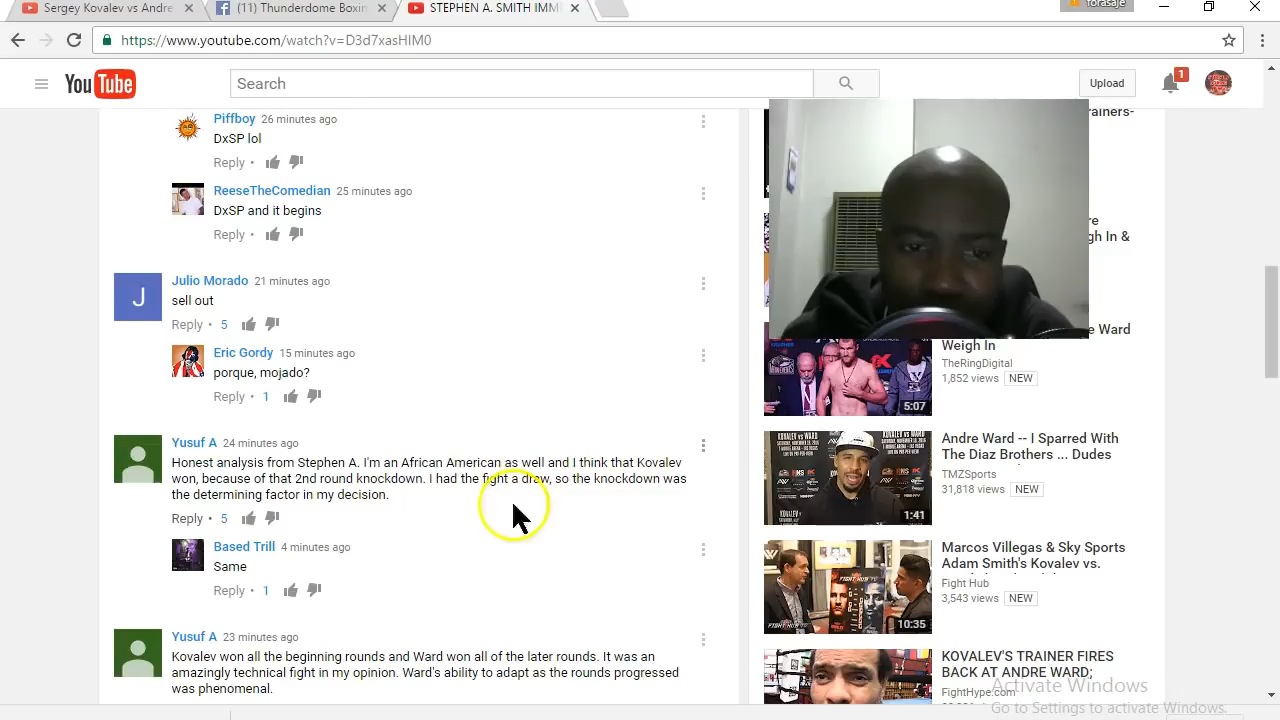 Sergey Kovalev vs Andre
(11) Thunderdome Boxin
STEPHEN A. SMITH IMM
forasaje
https://www.youtube.com/watch?v=D3d7xasHIM0
YouTube
Search
Upload
1
Piffboy 26 minutes ago
DxSP lol
Reply •
ReeseTheComedian 25 minutes ago
DxSP and it begins
Reply •
J
Julio Morado 21 minutes ago
sell out
Reply • 5
Eric Gordy 15 minutes ago
porque, mojado?
Reply • 1
Yusuf A 24 minutes ago
Honest analysis from Stephen A. I'm an African American as well and I think that Kovalev
won, because of that 2nd round knockdown. I had the fight a draw, so the knockdown was
the determining factor in my decision.
Reply • 5
Based Trill 4 minutes ago
Same
Reply • 1
Yusuf A 23 minutes ago
Kovalev won all the beginning rounds and Ward won all of the later rounds. It was an
amazing technical fight in my opinion. Ward's ability to adapt as the rounds progressed
was phenomenal.
rainers-
re
gh In &
e Ward
Weigh In
TheRingDigital
1,852 views NEW
5:07
Andre Ward -- I Sparred With
The Diaz Brothers ... Dudes
TMZSports
31,818 views NEW
1:41
Marcos Villegas & Sky Sports
Adam Smith's Kovalev vs.
Fight Hub
3,543 views NEW
10:35
KOVALEV'S TRAINER FIRES
BACK AT ANDRE WARD;
FightHype.com
Activate Windows
Go to Settings to activate Windows.